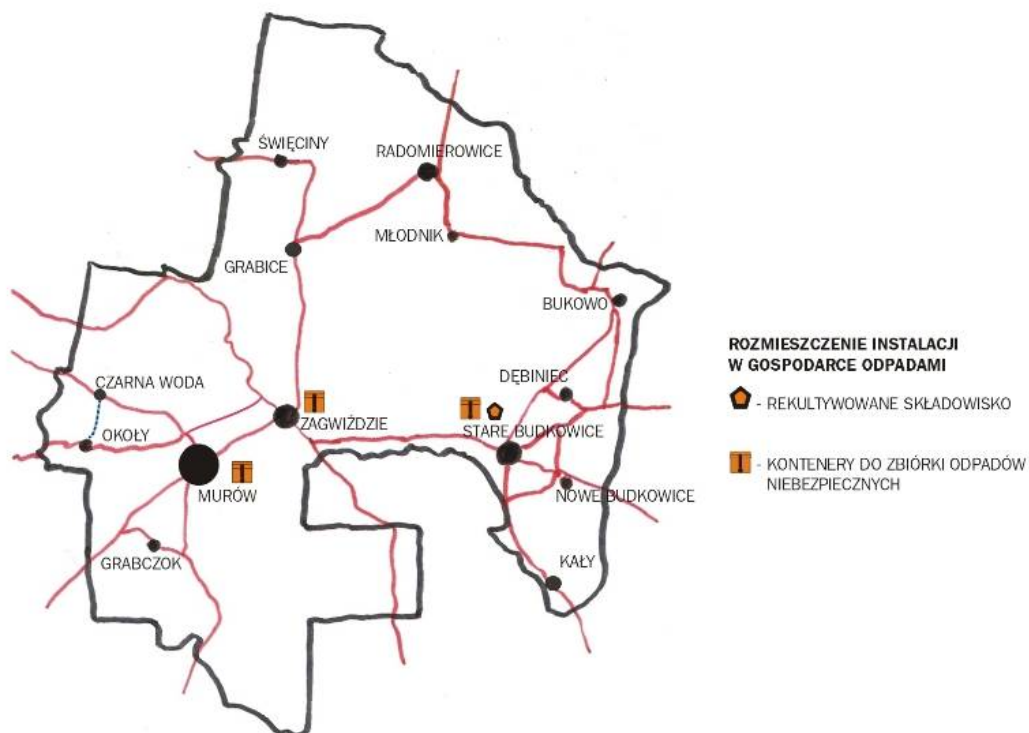 ŚWIĘCINY
RADOMIEROWICE
MŁODNIK
GRABICE
BUKOWO
ROZMIESZCZENIE INSTALACJI
W GOSPODARCE ODPADAMI
CZARNA WODA
DĘBINIEC
- REKULTYWOWANE SKŁADOWISKO
ZAGWIŹDZIE
STARE BUDKOWICE
OKOŁY
- KONTENERY DO ZBIÓRKI ODPADÓW
NIEBEZPIECZNYCH
MURÓW
NOWE BUDKOWICE
GRABCZOK
KAŁY